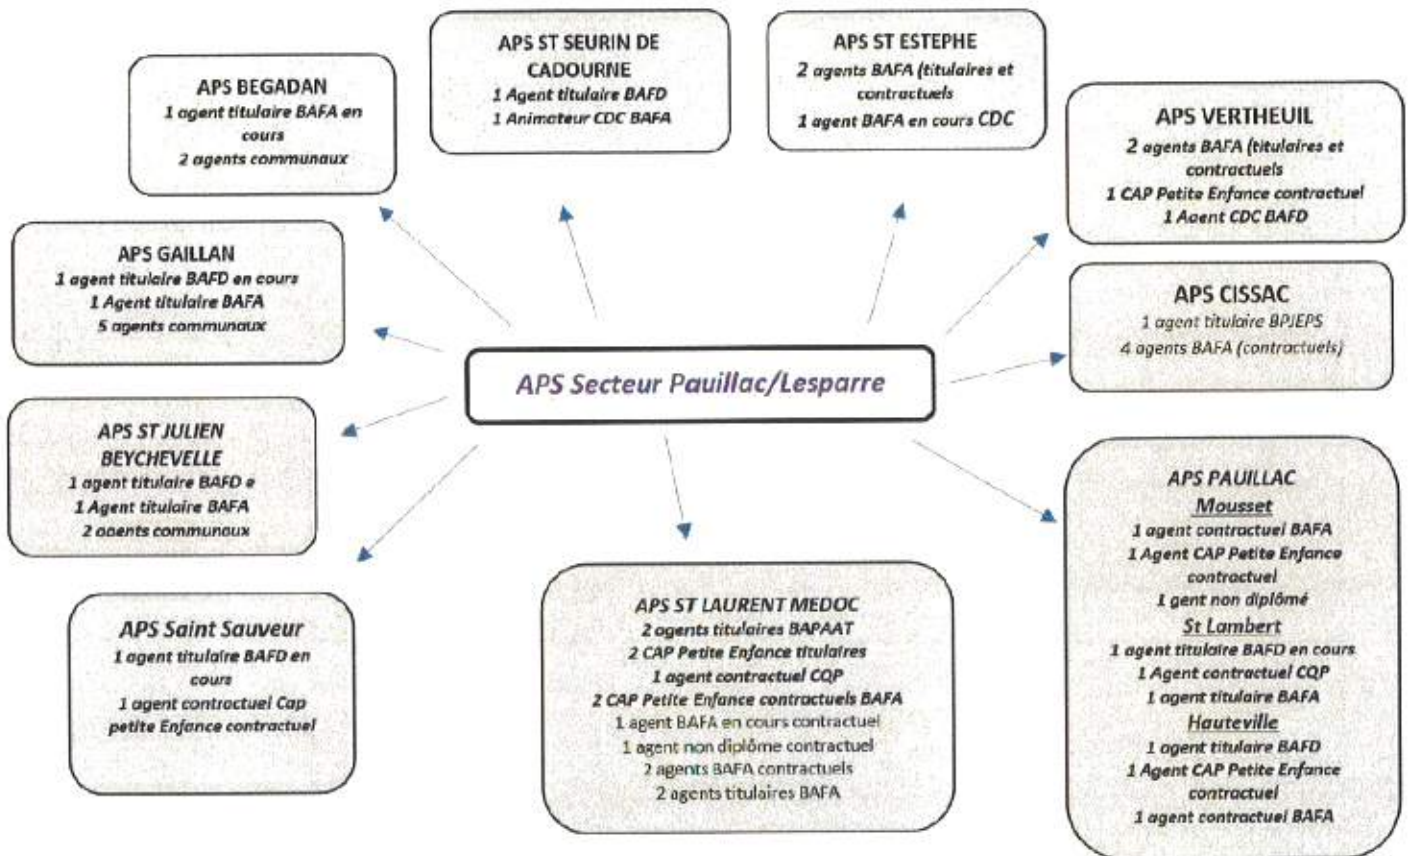 APS BEGADAN
1 agent titulaire BAFA en
cours
2 agents communaux
APS ST SEURIN DE
CADOURNE
1 Agent titulaire BAFD
1 Animateur CDC BAFA
APS ST ESTEPHE
2 agents BAFA (titulaires et
contractuels
1 agent BAFA en cours CDC
APS VERTHEUIL
2 agents BAFA (titulaires et
contractuels
1 CAP Petite Enfance contractuel
1 Agent CDC BAFD
APS GAILLAN
1 agent titulaire BAFD en cours
1 Agent titulaire BAFA
5 agents communaux
APS CISSAC
1 agent titulaire BPJEPS
4 agents BAFA (contractuels)
APS Secteur Pauillac/Lesparre
APS ST JULIEN
BEYCHEVELLE
1 agent titulaire BAFD e
1 Agent titulaire BAFA
2 agents communaux
APS Saint Sauveur
1 agent titulaire BAFD en
cours
1 agent contractuel Cap
petite Enfance contractuel
APS ST LAURENT MEDOC
2 agents titulaires BAPAAT
2 CAP Petite Enfance titulaires
1 agent contractuel CQP
2 CAP Petite Enfance contractuels BAFA
1 agent BAFA en cours contractuel
1 agent non diplôme contractuel
2 agents BAFA contractuels
2 agents titulaires BAFA
APS PAUILLAC
Mousset
1 agent contractuel BAFA
1 Agent CAP Petite Enfance
contractuel
1 gent non diplômé
St Lambert
1 agent titulaire BAFD en cours
1 Agent contractuel CQP
1 agent titulaire BAFA
Hauteville
1 agent titulaire BAFD
1 Agent CAP Petite Enfance
contractuel
1 agent contractuel BAFA